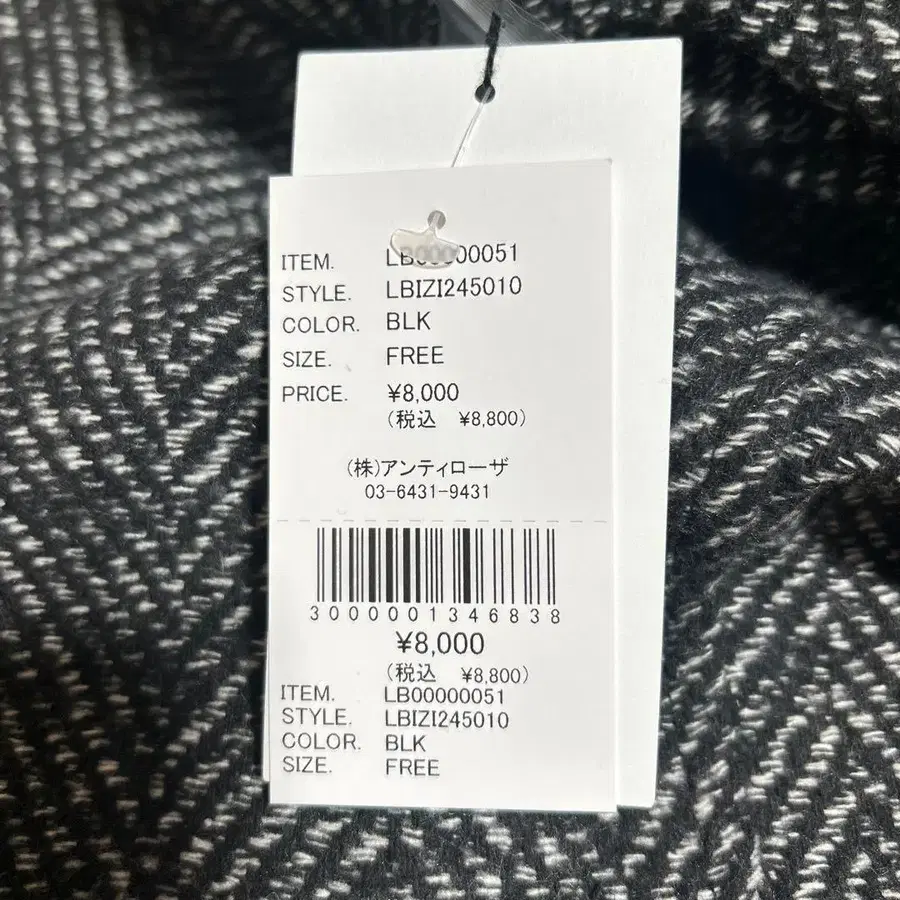 ITEM. LB00000051
STYLE. LBIZI245010
COLOR. BLK
SIZE. FREE
PRICE. ¥8,000
(税込 ¥8,800)
(株)アンティローザ
03-6431-9431
3000001346838
¥8,000
(税込 ¥8,800)
ITEM. LB00000051
STYLE. LBIZI245010
COLOR. BLK
SIZE. FREE